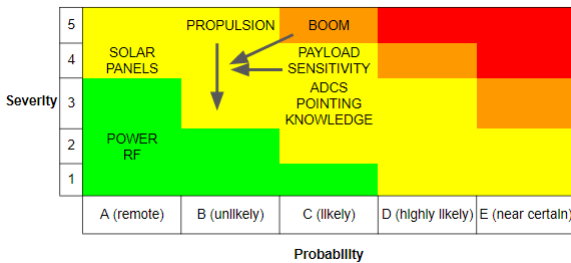 5
PROPULSION
BOOM
4
SOLAR
PANELS
PAYLOAD
SENSITIVITY
Severity
3
ADCS
POINTING
KNOWLEDGE
2
POWER
RF
1
A (remote)
B (unlikely)
C (likely)
D (highly likely)
E (near certain)
Probability